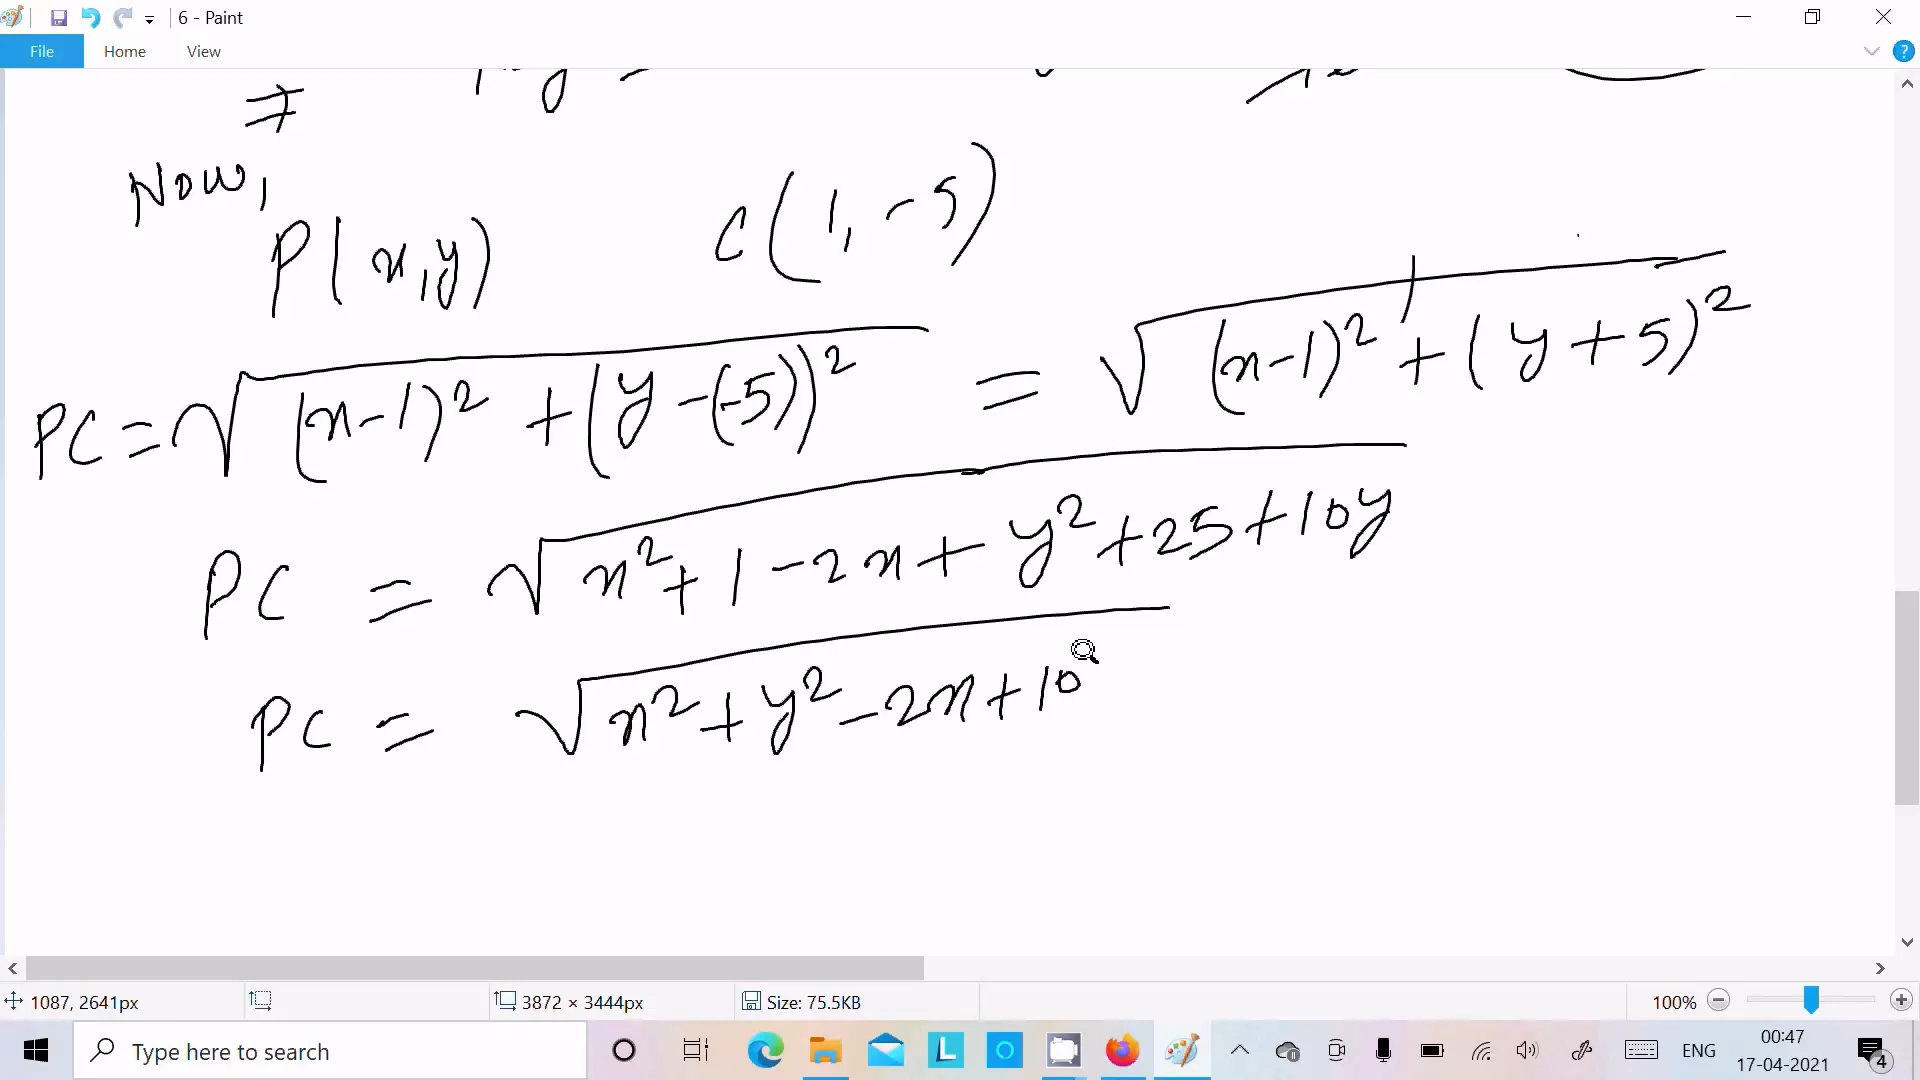 6 - Paint
File Home View
⇒
Now,
P(x,y) C(1, -5)
PC = √((x-1)² + (y-(-5))²) = √((x-1)² + (y+5)²)
PC = √(x² + 1 - 2x + y² + 25 + 10y)
PC = √(x² + y² - 2x + 10
1087, 2641px 3872 × 3444px Size: 75.5KB 100%
Type here to search ENG 00:47
17-04-2021 4